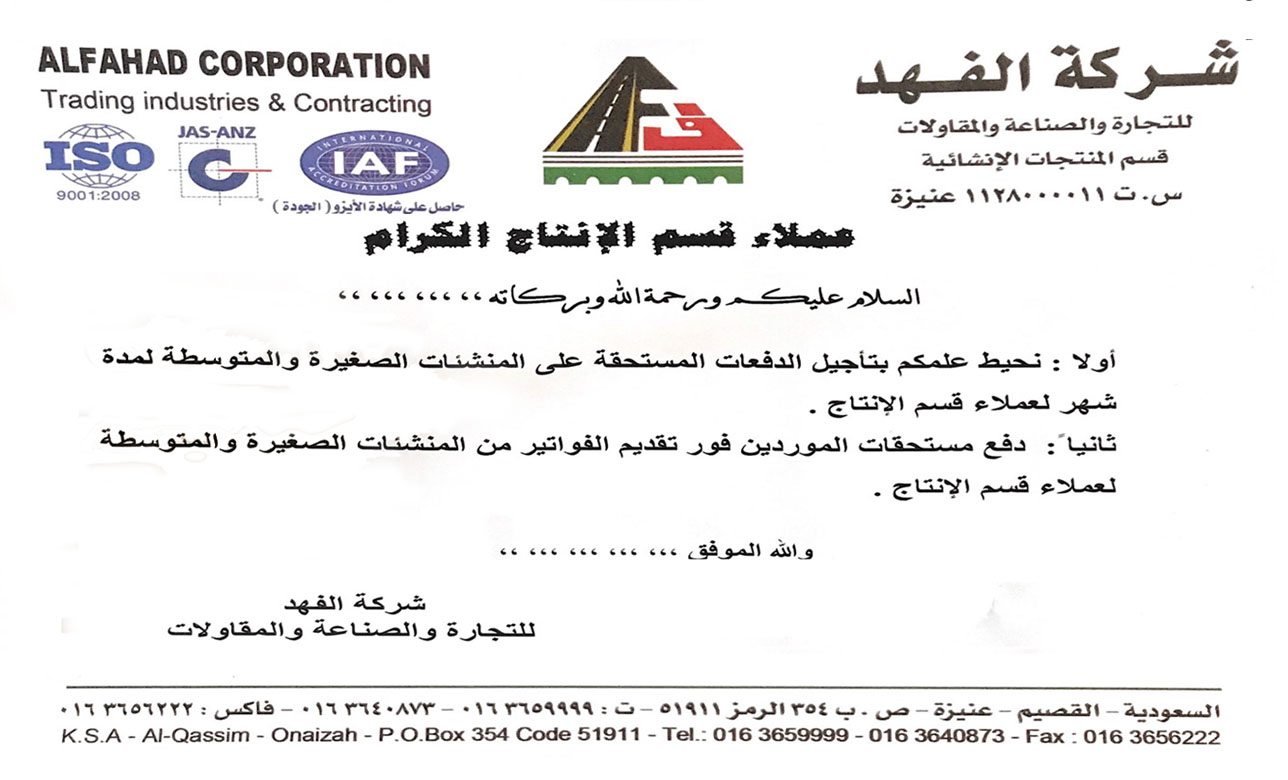 ALFAHAD CORPORATION
Trading industries & Contracting
ISO
9001:2008
JAS-ANZ
C
INTERNATIONAL
IAF
ACCREDITATION FORUM
حاصل على شهادة الأيزو ( الجودة )
ف
شركة الفهد
للتجارة والصناعة والمقاولات
قسم المنتجات الإنشائية
س. ت ١١٢٨٠٠٠٠١١ عنيزة
عملاء قسم الإنتاج الكرام
السلام عليكم ورحمة الله وبركاته ،، ،،، ،،، ،،، ،،
أولا : نحيط علمكم بتأجيل الدفعات المستحقة على المنشئات الصغيرة والمتوسطة لمدة
شهر لعملاء قسم الإنتاج .
ثانياً : دفع مستحقات الموردين فور تقديم الفواتير من المنشئات الصغيرة والمتوسطة
لعملاء قسم الإنتاج .
والله الموفق ،،، ،،، ،،، ،،، ،،
شركة الفهد
للتجارة والصناعة والمقاولات
السعودية - القصيم - عنيزة - ص . ب ٣٥٤ الرمز ٥١٩١١ - ت : ٠١٦٣٦٥٩٩٩٩ - ٠١٦٣٦٤٠٨٧٣ - فاكس : ٠١٦٣٦٥٦٢٢٢
K.S.A - Al-Qassim - Onaizah - P.O.Box 354 Code 51911 - Tel.: 016 3659999 - 016 3640873 - Fax : 016 3656222